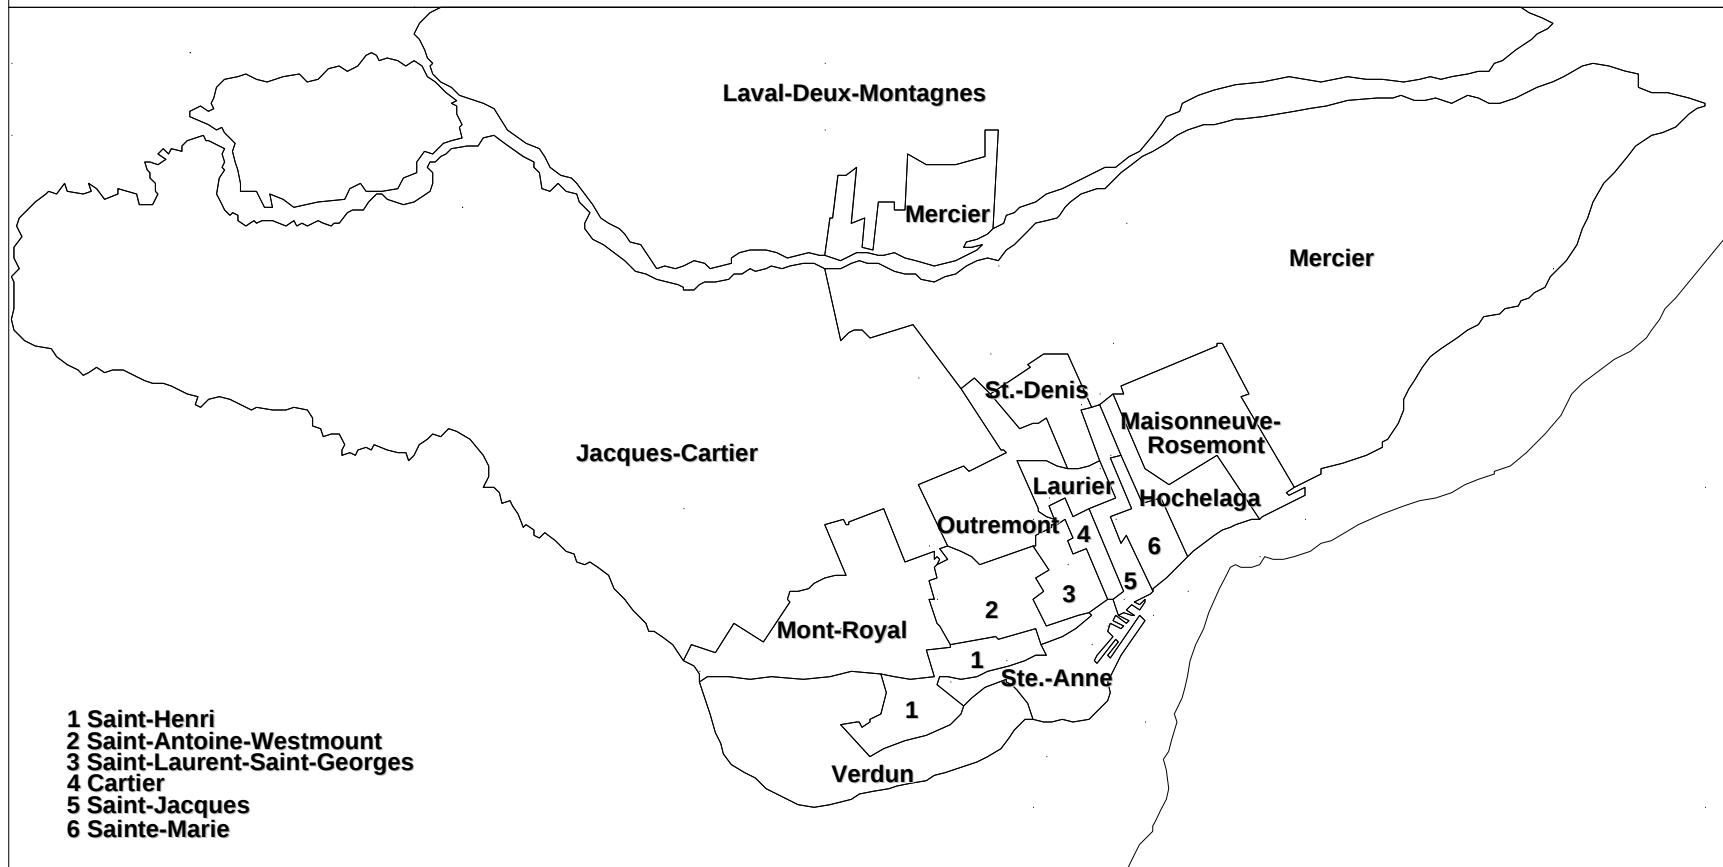 Laval-Deux-Montagnes
Mercier
Mercier
St.-Denis
Maisonneuve-
Rosemont
Jacques-Cartier
Laurier
Hochelaga
Outremont
4
6
5
3
2
Mont-Royal
1
Ste.-Anne
1
Verdun
1 Saint-Henri
2 Saint-Antoine-Westmount
3 Saint-Laurent-Saint-Georges
4 Cartier
5 Saint-Jacques
6 Sainte-Marie